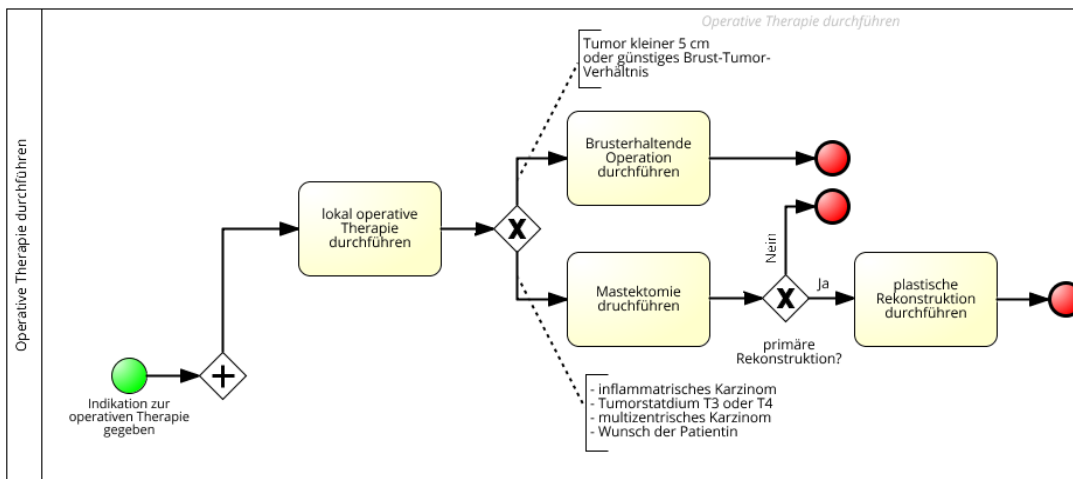 Operative Therapie durchführen
Operative Therapie durchführen
Tumor kleiner 5 cm
oder günstiges Brust-Tumor-
Verhältnis
Brusterhaltende
Operation
durchführen
lokal operative
Therapie
durchführen
Nein
Mastektomie
druchführen
Ja
plastische
Rekonstruktion
durchführen
primäre
Rekonstruktion?
Indikation zur
operativen Therapie
gegeben
- inflammatrisches Karzinom
- Tumorstatdium T3 oder T4
- multizentrisches Karzinom
- Wunsch der Patientin